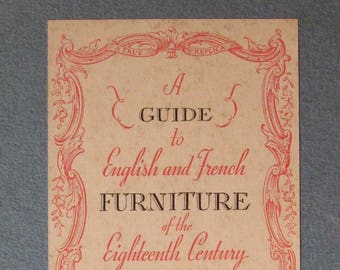 A TRUE REPLICA
A
GUIDE
to
English and French
FURNITURE
of the
Eighteenth Century